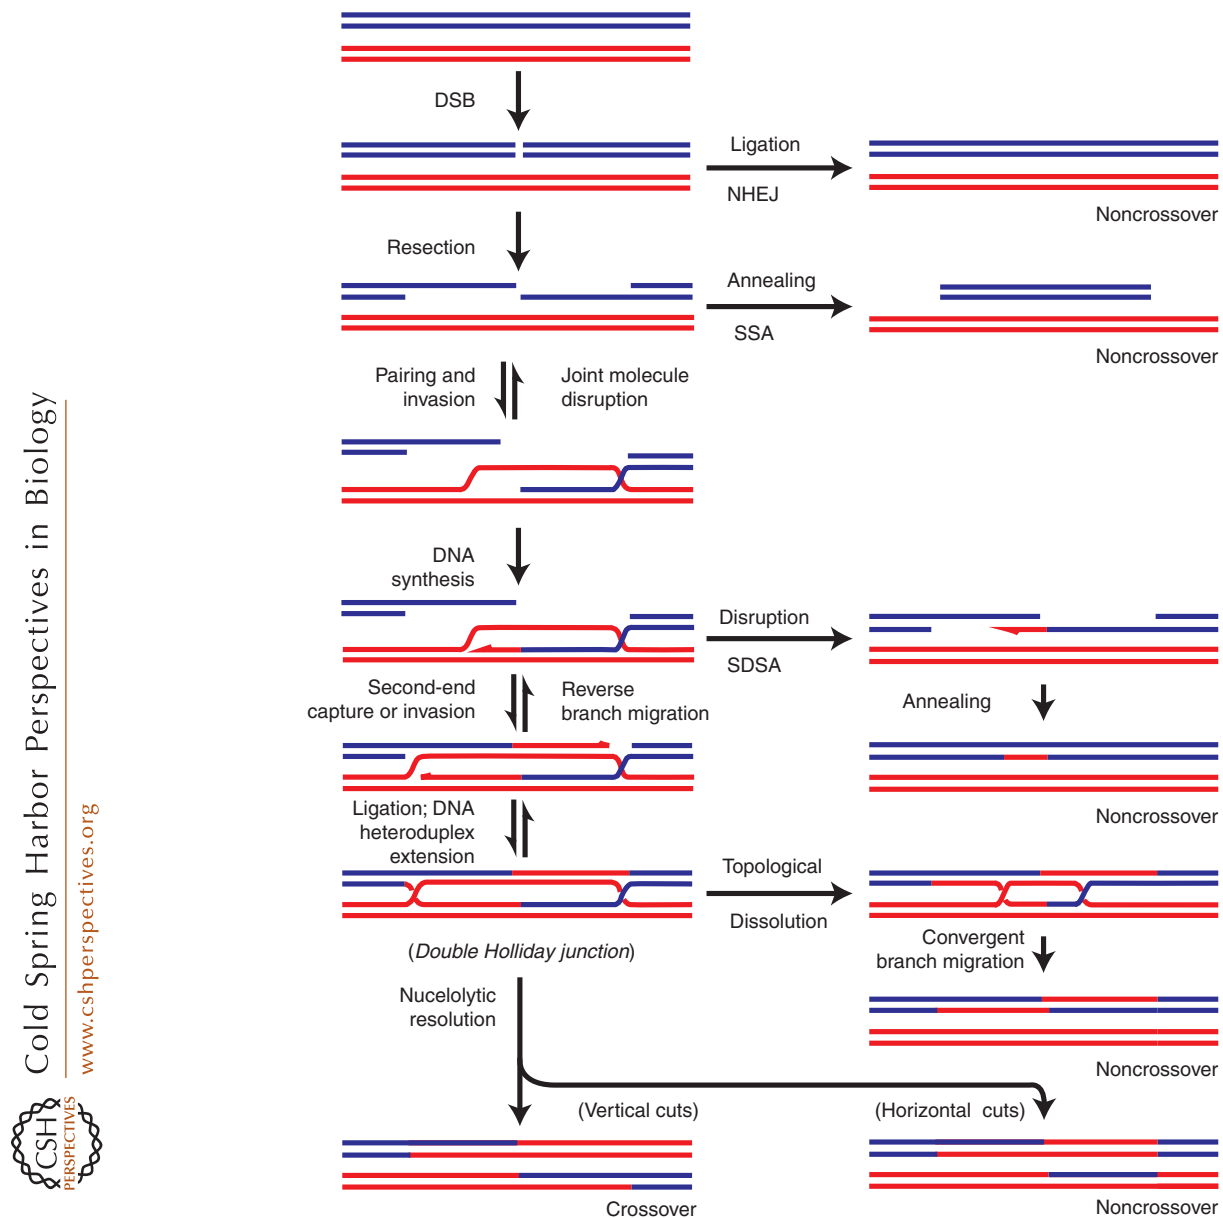 Cold Spring Harbor Perspectives in Biology
www.cshperspectives.org
CSH
PERSPECTIVES
DSB
Ligation
NHEJ
Noncrossover
Resection
Annealing
SSA
Noncrossover
Pairing and
invasion
Joint molecule
disruption
DNA
synthesis
Disruption
SDSA
Second-end
capture or invasion
Reverse
branch migration
Annealing
Noncrossover
Ligation; DNA
heteroduplex
extension
Topological
Dissolution
(Double Holliday junction)
Convergent
branch migration
Nucelolytic
resolution
Noncrossover
(Vertical cuts)
(Horizontal cuts)
Crossover
Noncrossover